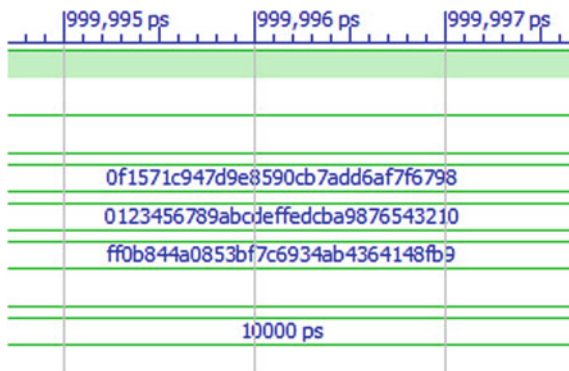 999,995 ps 999,996 ps 999,997 ps
0f1571c947d9e8590cb7add6af7f6798
0123456789abcdeffedcba9876543210
ff0b844a0853bf7c6934ab4364148fb9
10000 ps